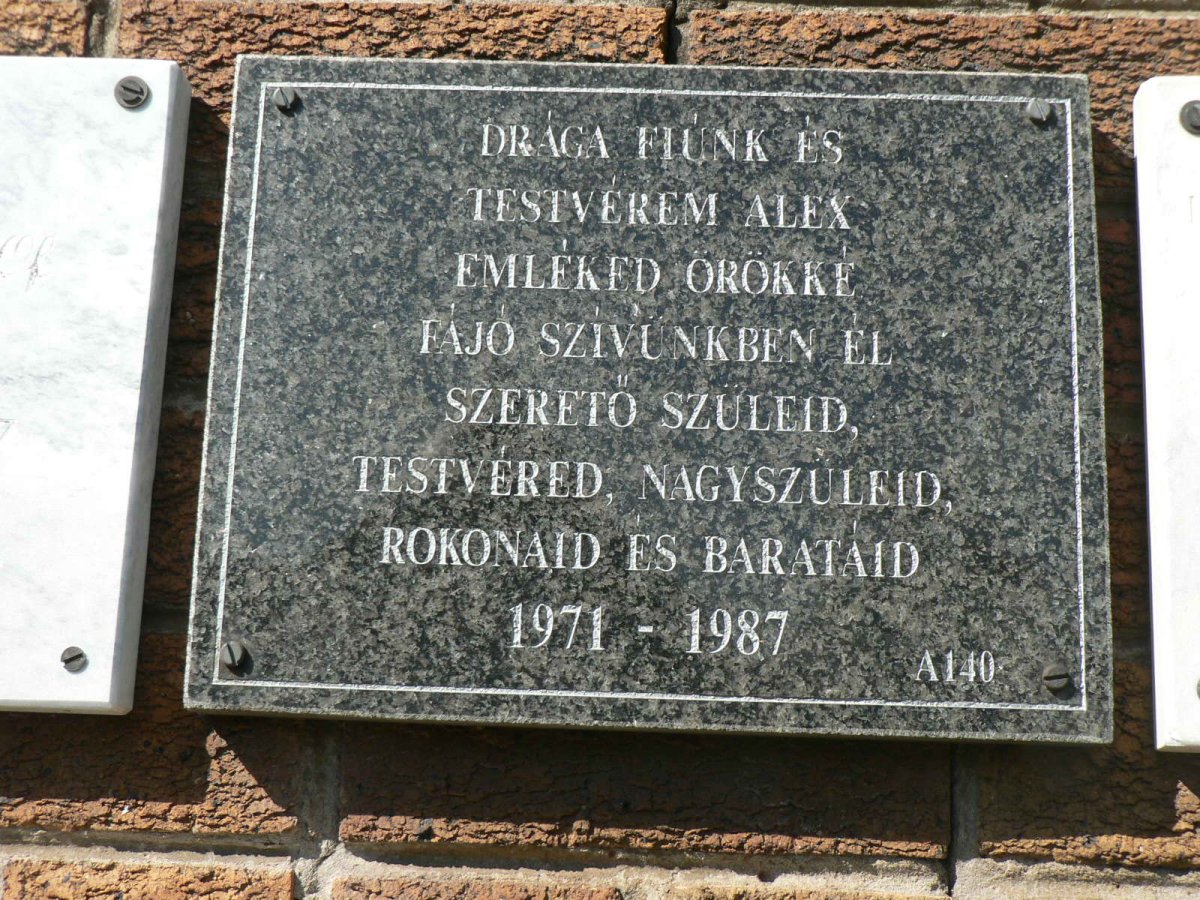 DRÁGA FIÚNK ÉS
TESTVÉREM ALEX
EMLÉKED ÖRÖKKÉ
FÁJÓ SZÍVÜNKBEN ÉL
SZERETŐ SZÜLEID,
TESTVÉRED, NAGYSZÜLEID,
ROKONAID ÉS BARATÁID
1971 - 1987
A140